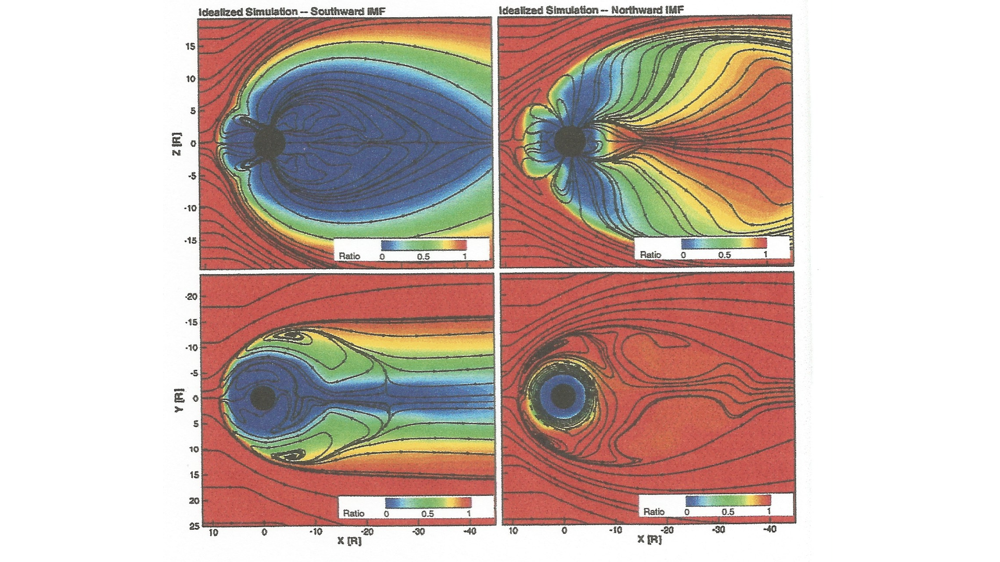 Idealized Simulation -- Southward IMF
Idealized Simulation -- Northward IMF
15
10
5
0
-5
-10
-15
Z [R]
Ratio 0 0.5 1
Ratio 0 0.5 1
-20
-15
-10
-5
0
5
10
15
20
25
Y [R]
Ratio 0 0.5 1
Ratio 0 0.5 1
10 0 -10 -20 -30 -40
10 0 -10 -20 -30 -40
X [R]
X [R]